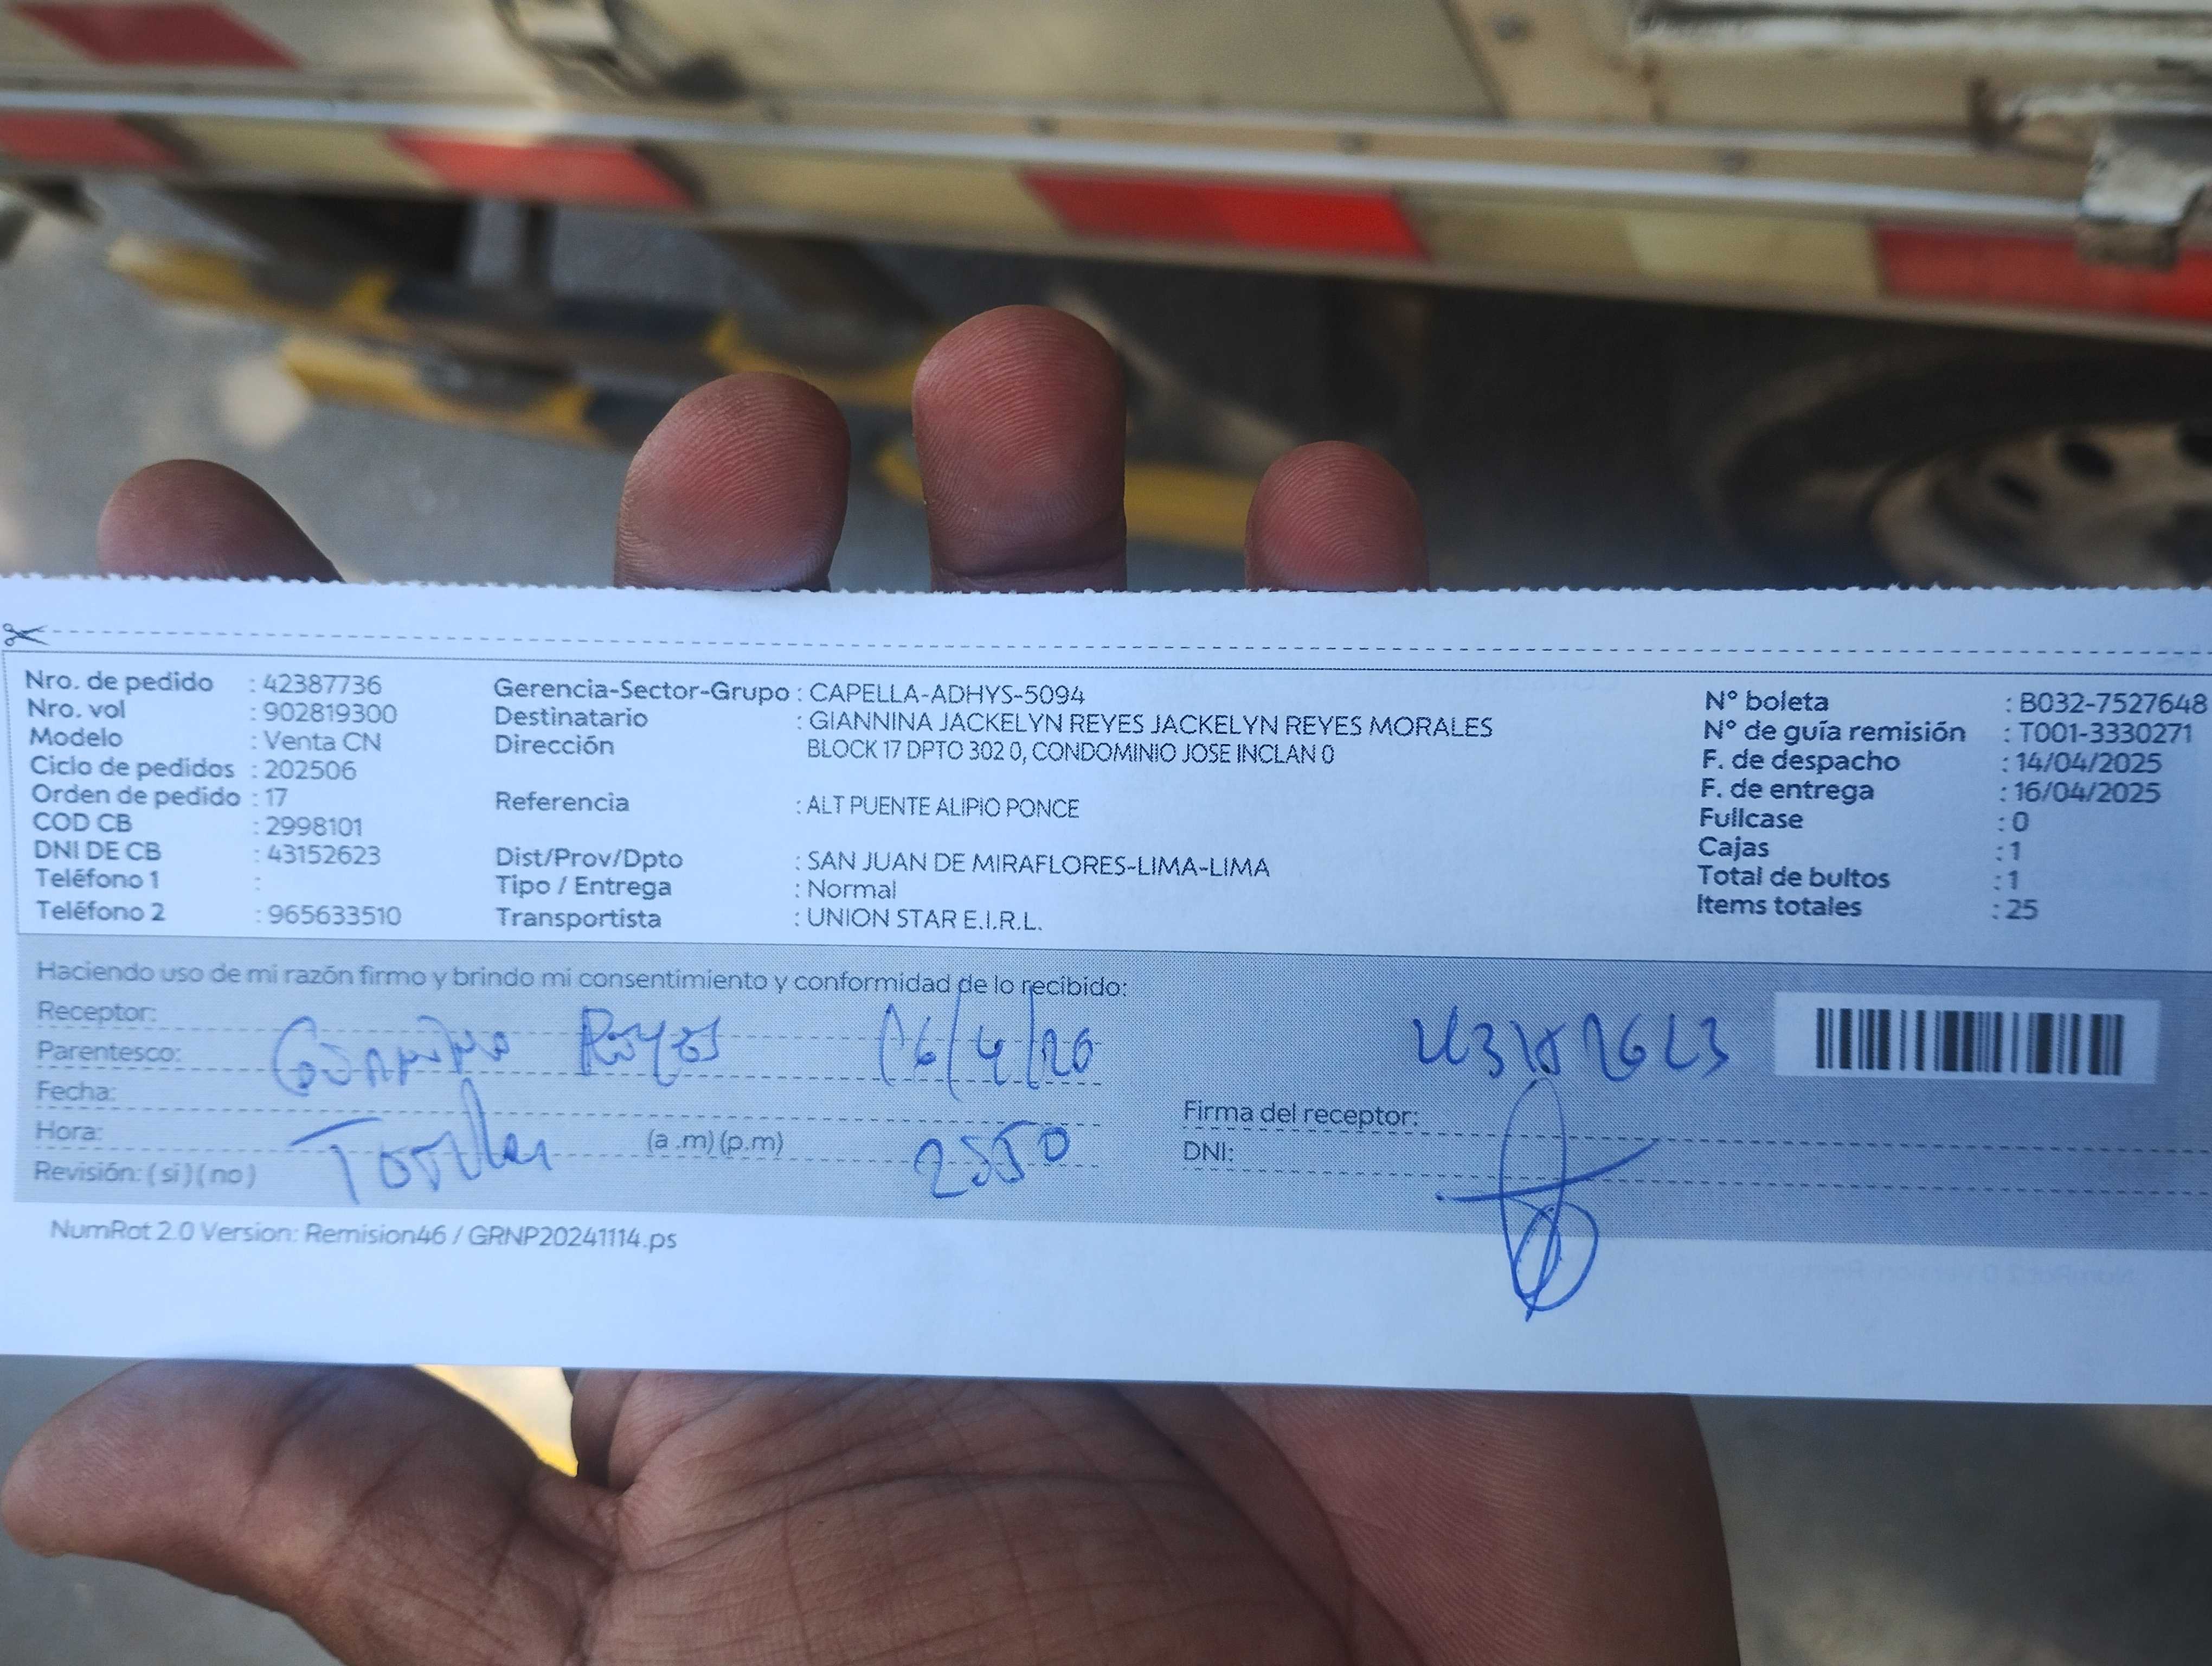 Nro. de pedido : 42387736
Nro. vol : 902819300
Modelo : Venta CN
Ciclo de pedidos : 202506
Orden de pedido : 17
COD CB : 2998101
DNI DE CB : 43152623
Teléfono 1 :
Teléfono 2 : 965633510
Gerencia-Sector-Grupo : CAPELLA-ADHYS-5094
Destinatario : GIANNINA JACKELYN REYES JACKELYN REYES MORALES
Dirección BLOCK 17 DPTO 302 0, CONDOMINIO JOSE INCLAN 0
Referencia : ALT PUENTE ALIPIO PONCE
Dist/Prov/Dpto : SAN JUAN DE MIRAFLORES-LIMA-LIMA
Tipo / Entrega : Normal
Transportista : UNION STAR E.I.R.L.
N° boleta : B032-7527648
N° de guía remisión : T001-3330271
F. de despacho : 14/04/2025
F. de entrega : 16/04/2025
Fullcase : 0
Cajas : 1
Total de bultos : 1
Items totales : 25
Haciendo uso de mi razón firmo y brindo mi consentimiento y conformidad de lo recibido:
Receptor:
Parentesco: Reyes 16/4/20
Fecha:
Hora: (a .m) (p.m) 2550
Revisión: ( si ) ( no )
Firma del receptor:
DNI:
NumRot 2.0 Version: Remision46 / GRNP20241114.ps